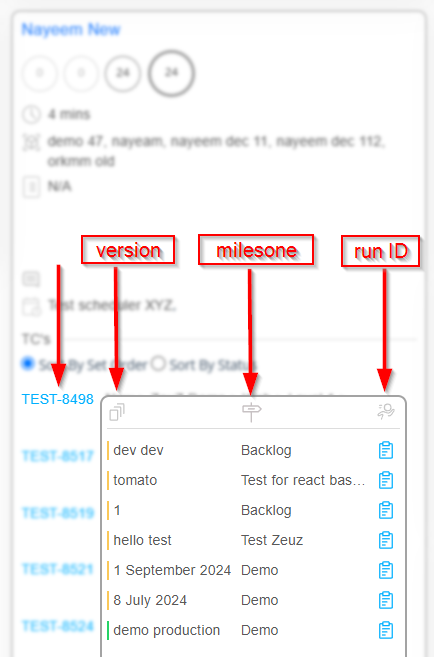 Nayeem New
0 0 24 24
4 mins
demo 47, nayeam, nayeem dec 11, nayeem dec 112,
orkmm old
N/A
version milesone run ID
Test scheduler XYZ,
TC's
By Set Order Sort By Status
TEST-8498
dev dev Backlog
TEST-8517
tomato Test for react bas...
1 Backlog
TEST-8519
hello test Test Zeuz
TEST-8521
1 September 2024 Demo
8 July 2024 Demo
TEST-8524
demo production Demo